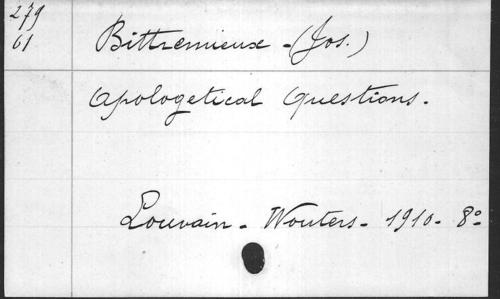 279
61
Bittremieux - (Jos.)
Apologetical Questions.
Louvain - Wouters - 1910 - 8º